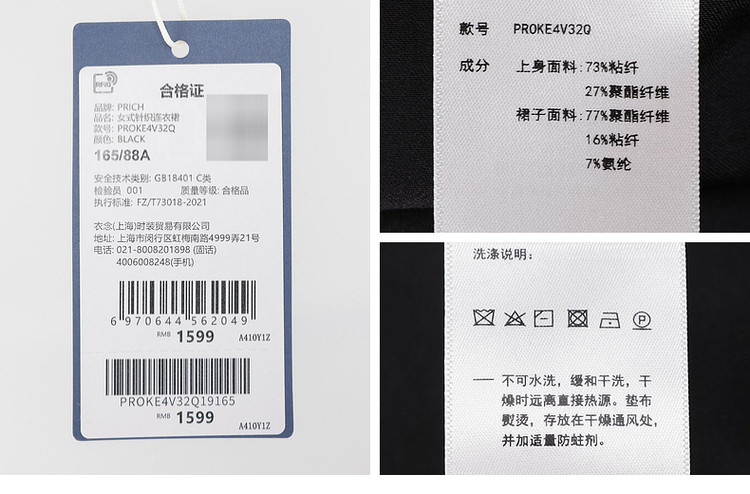 RFID
合格证
品牌: PRICH
品名: 女式针织连衣裙
款号: PROKE4V32Q
颜色: BLACK
165/88A
安全技术类别: GB18401 C类
检验员 001 质量等级: 合格品
执行标准: FZ/T73018-2021
衣念(上海)时装贸易有限公司
地址: 上海市闵行区虹梅南路4999弄21号
电话: 021-8008201898 (固话)
4006008248(手机)
6 970644 562049
RMB 1599 A410Y1Z
PROKE4V32Q19165
RMB 1599 A410Y1Z
款号 PROKE4V32Q
成分 上身面料:73%粘纤
27%聚酯纤维
裙子面料:77%聚酯纤维
16%粘纤
7%氨纶
洗涤说明:
P
— 不可水洗，缓和干洗，干
燥时远离直接热源。垫布
熨烫，存放在干燥通风处，
并加适量防蛀剂。